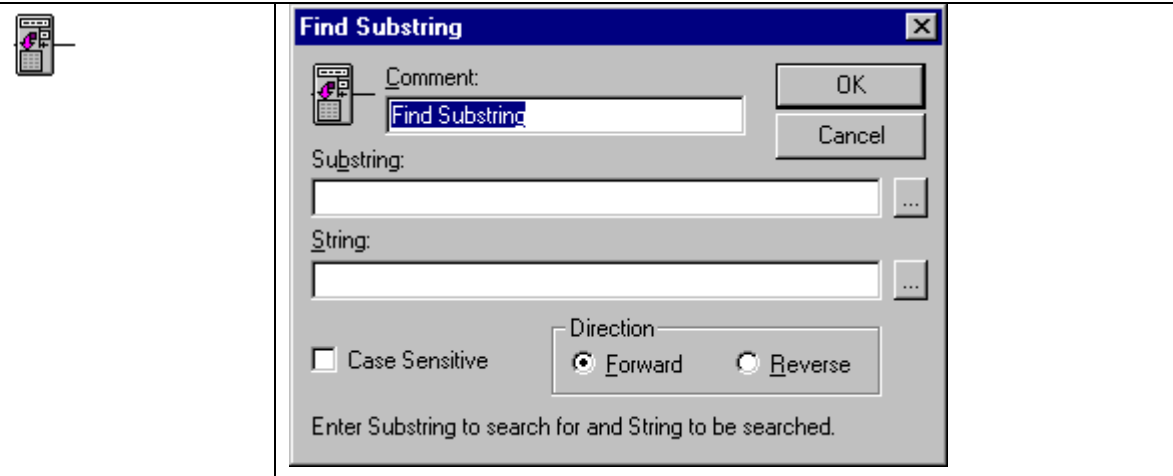 Find Substring
Comment:
OK
Find Substring
Cancel
Substring:
...
String:
...
Direction
Case Sensitive
Forward
Reverse
Enter Substring to search for and String to be searched.